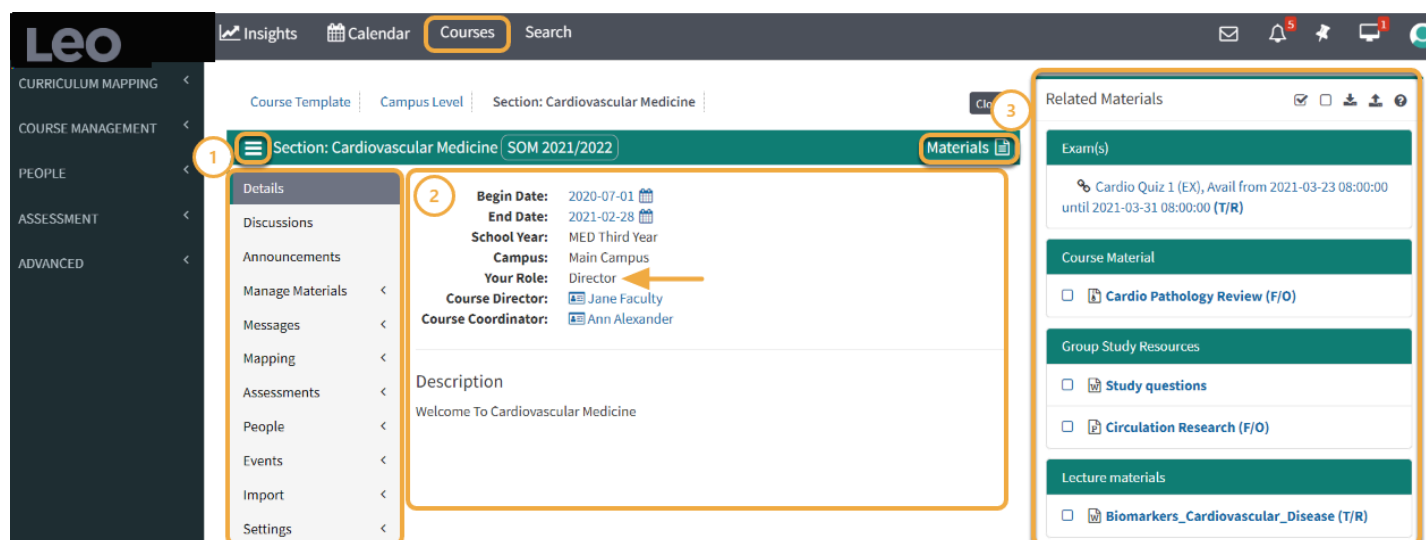 Leo
Insights
Calendar
Courses
Search
5
1
CURRICULUM MAPPING
COURSE MANAGEMENT
PEOPLE
ASSESSMENT
ADVANCED
Course Template
Campus Level
Section: Cardiovascular Medicine
1
Section: Cardiovascular Medicine SOM 2021/2022
Materials
3
Details
Discussions
Announcements
Manage Materials
Messages
Mapping
Assessments
People
Events
Import
Settings
2
Begin Date: 2020-07-01
End Date: 2021-02-28
School Year: MED Third Year
Campus: Main Campus
Your Role: Director
Course Director: Jane Faculty
Course Coordinator: Ann Alexander
Description
Welcome To Cardiovascular Medicine
Related Materials
Exam(s)
Cardio Quiz 1 (EX), Avail from 2021-03-23 08:00:00
until 2021-03-31 08:00:00 (T/R)
Course Material
Cardio Pathology Review (F/O)
Group Study Resources
Study questions
Circulation Research (F/O)
Lecture materials
Biomarkers_Cardiovascular_Disease (T/R)